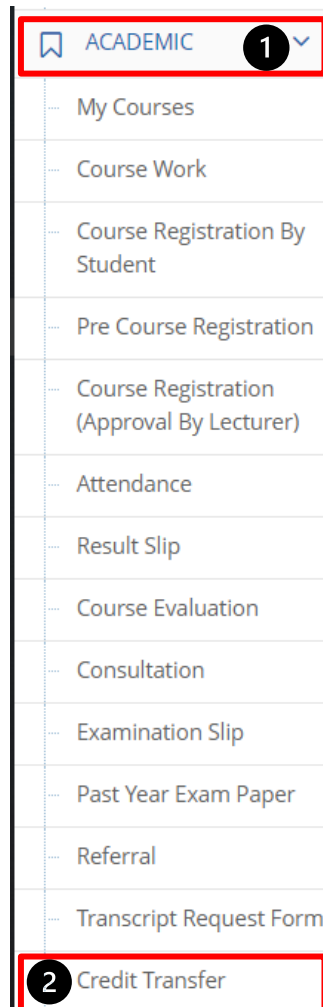 ACADEMIC 1
My Courses
Course Work
Course Registration By
Student
Pre Course Registration
Course Registration
(Approval By Lecturer)
Attendance
Result Slip
Course Evaluation
Consultation
Examination Slip
Past Year Exam Paper
Referral
Transcript Request Form
2 Credit Transfer